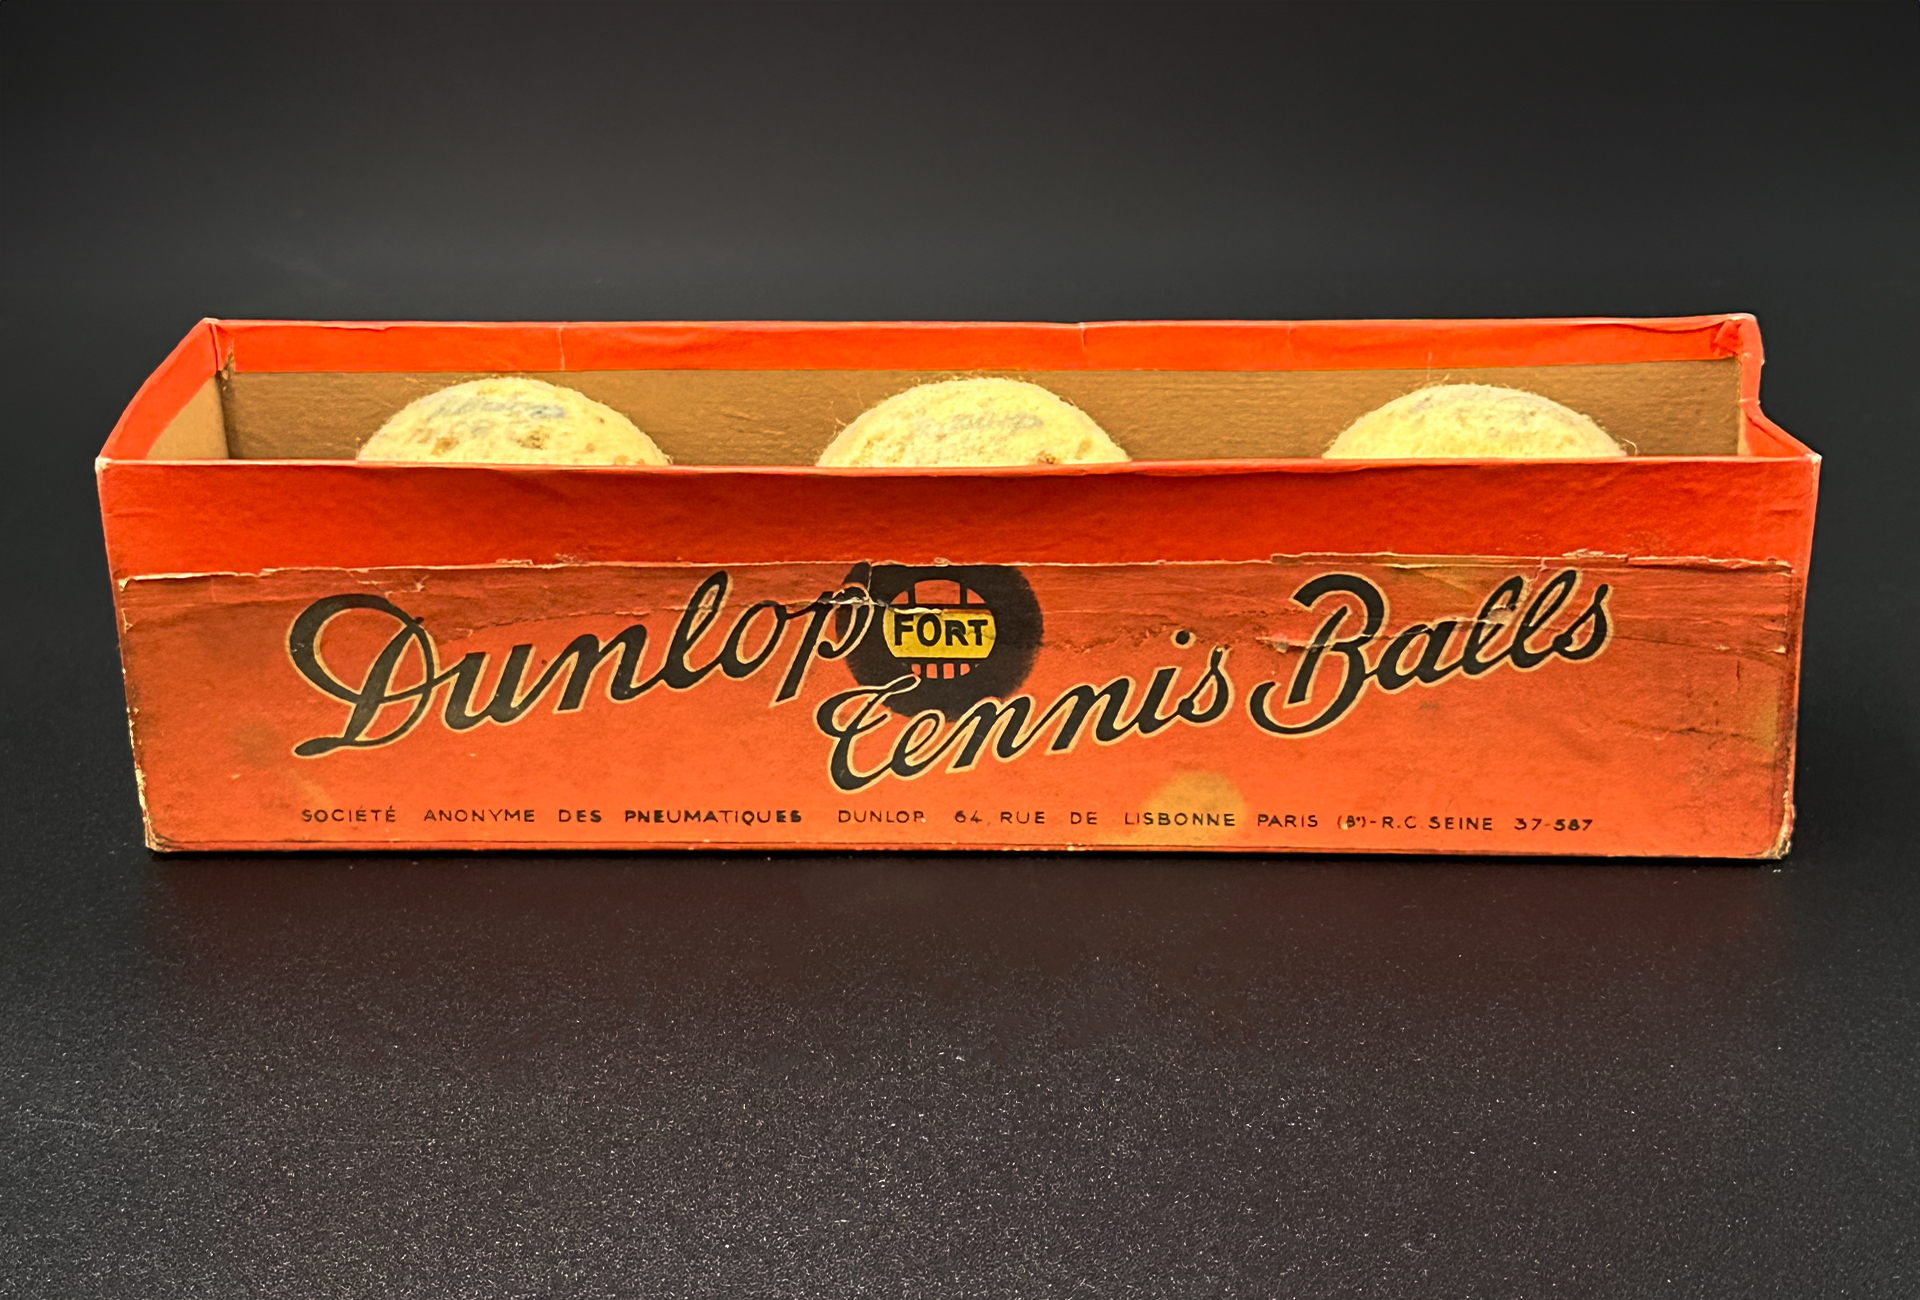 Dunlop
FORT
Tennis Balls
SOCIÉTÉ ANONYME DES PNEUMATIQUES DUNLOP 64, RUE DE LISBONNE PARIS (8ᵉ)-R.C. SEINE 37-587